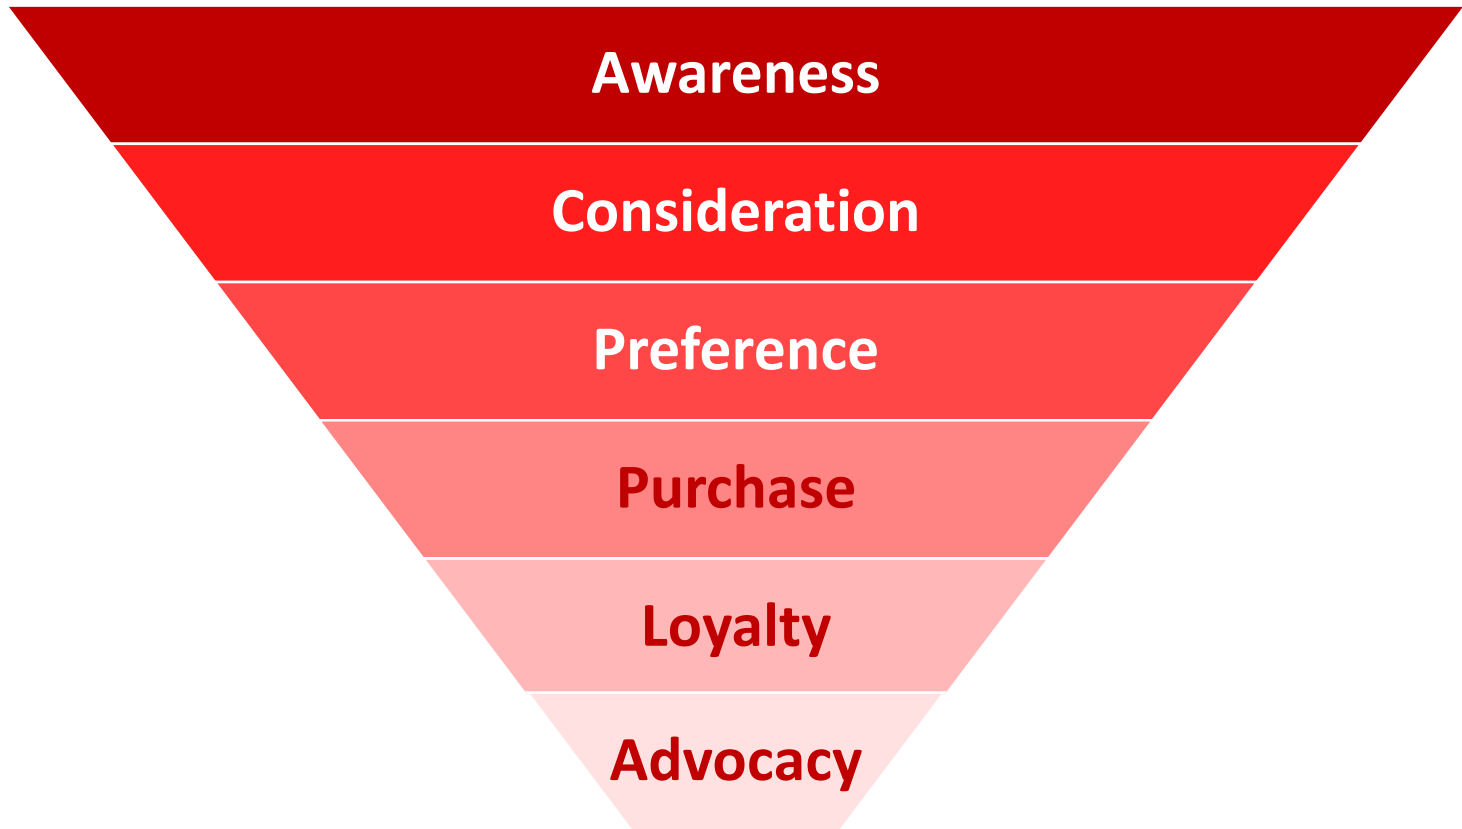 Awareness
Consideration
Preference
Purchase
Loyalty
Advocacy